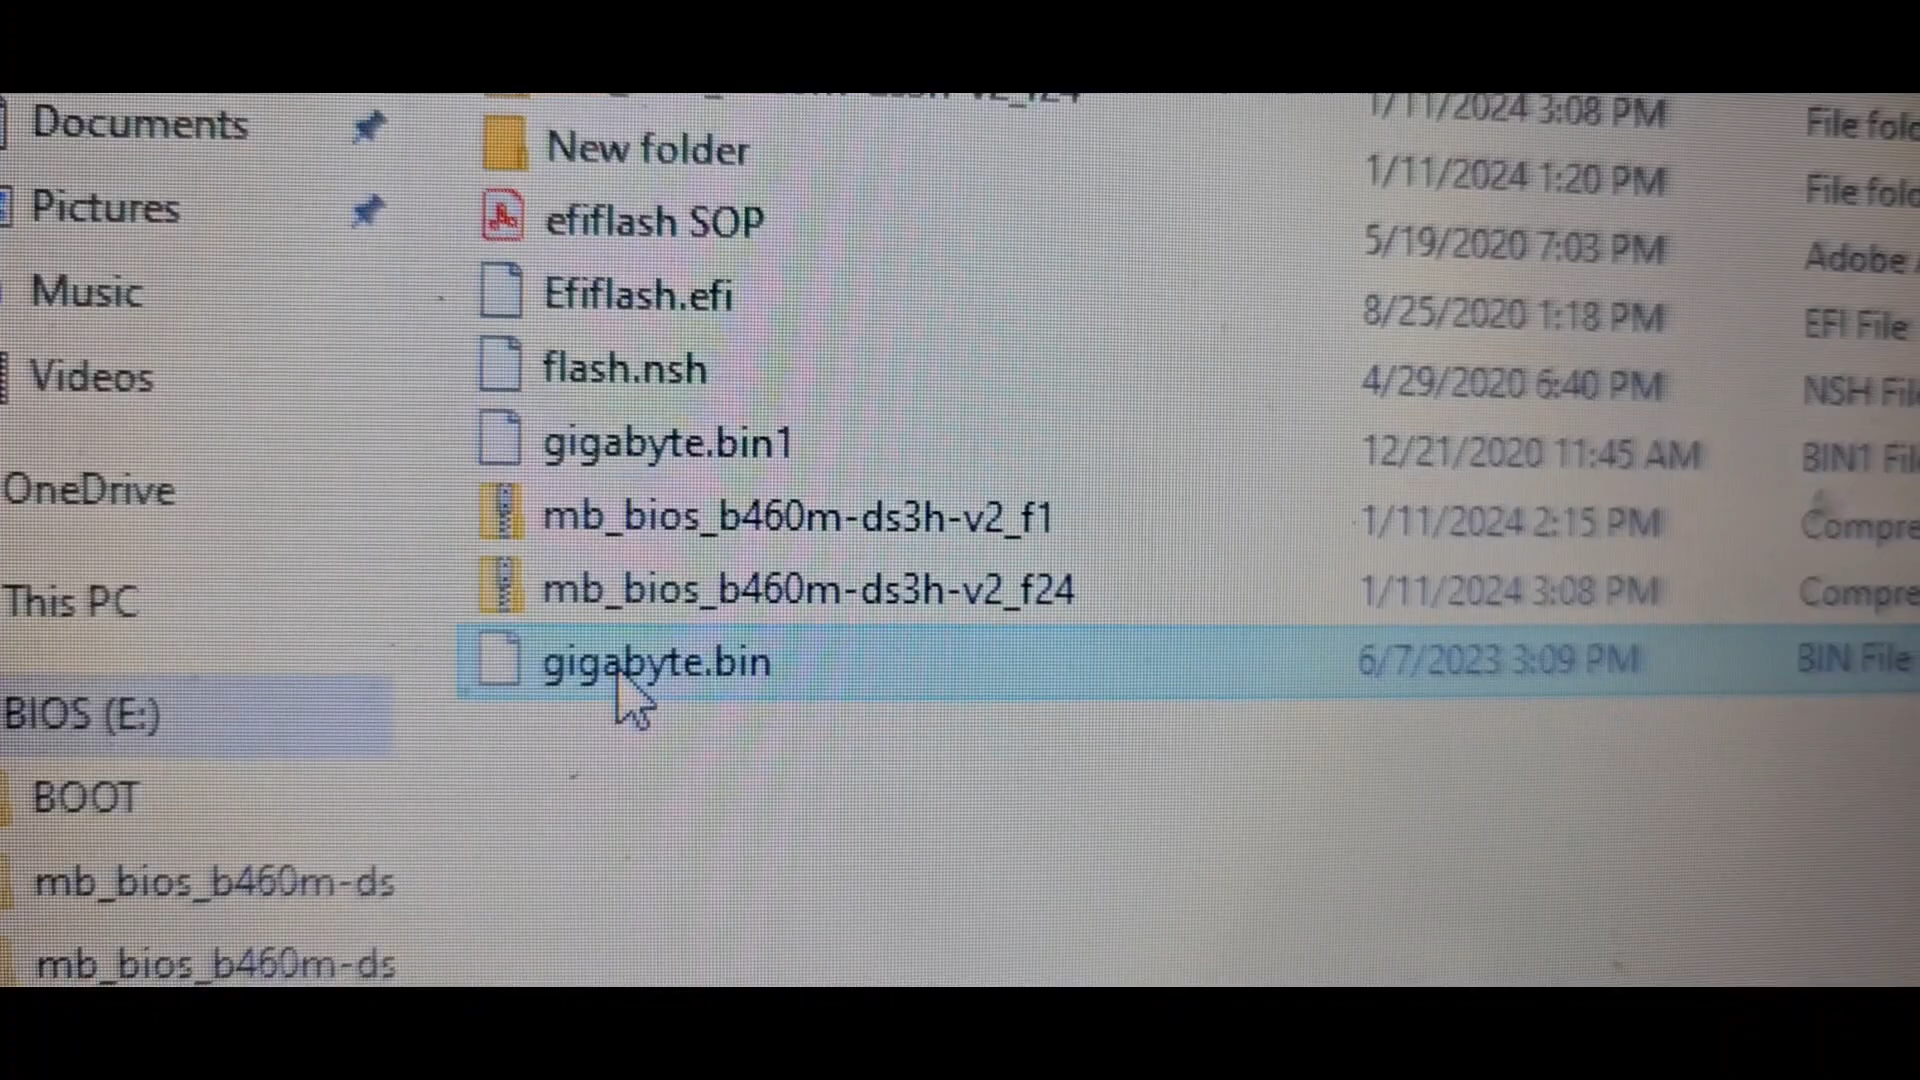 Documents
Pictures
Music
Videos
OneDrive
This PC
BIOS (E:)
BOOT
mb_bios_b460m-ds
mb_bios_b460m-ds
1/11/2024 3:08 PM File fold
New folder 1/11/2024 1:20 PM File fold
efiflash SOP 5/19/2020 7:03 PM Adobe A
Efiflash.efi 8/25/2020 1:18 PM EFI File
flash.nsh 4/29/2020 6:40 PM NSH File
gigabyte.bin1 12/21/2020 11:45 AM BIN1 File
mb_bios_b460m-ds3h-v2_f1 1/11/2024 2:15 PM Compre
mb_bios_b460m-ds3h-v2_f24 1/11/2024 3:08 PM Compre
gigabyte.bin 6/7/2023 3:09 PM BIN File